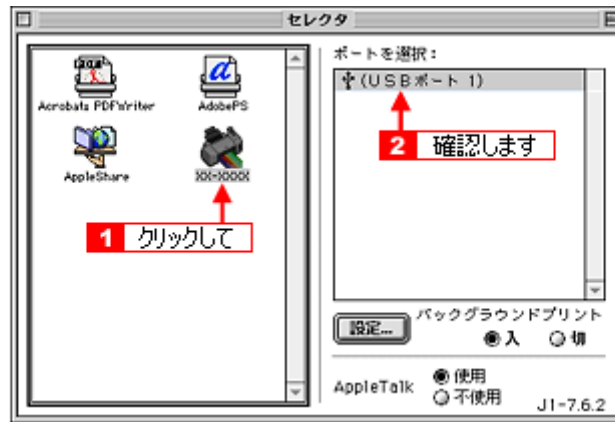 セレクタ
Acrobat® PDFWriter
AdobePS
AppleShare
XX-XXXX
1 クリックして
ポートを選択：
(USBポート 1)
2 確認します
設定...
バックグラウンドプリント
入 切
AppleTalk
使用
不使用
J1-7.6.2